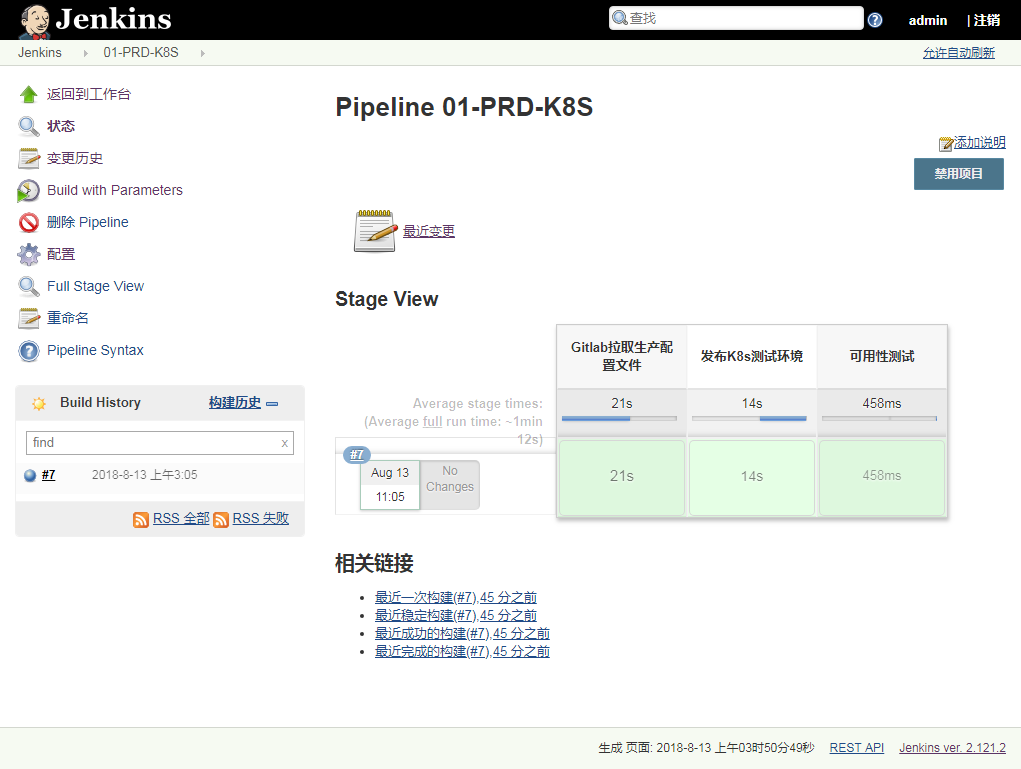 Jenkins
查找
admin
| 注销
Jenkins
01-PRD-K8S
允许自动刷新
返回到工作台
状态
变更历史
Build with Parameters
删除 Pipeline
配置
Full Stage View
重命名
Pipeline Syntax
Build History
构建历史
find
x
#7
2018-8-13 上午3:05
RSS 全部
RSS 失败
Pipeline 01-PRD-K8S
添加说明
禁用项目
最近变更
Stage View
Gitlab拉取生产配
置文件
发布K8s测试环境
可用性测试
Average stage times:
(Average full run time: ~1min
12s)
21s
14s
458ms
#7
Aug 13
11:05
No
Changes
21s
14s
458ms
相关链接
最近一次构建(#7),45 分之前
最近稳定构建(#7),45 分之前
最近成功的构建(#7),45 分之前
最近完成的构建(#7),45 分之前
生成 页面: 2018-8-13 上午03时50分49秒
REST API
Jenkins ver. 2.121.2